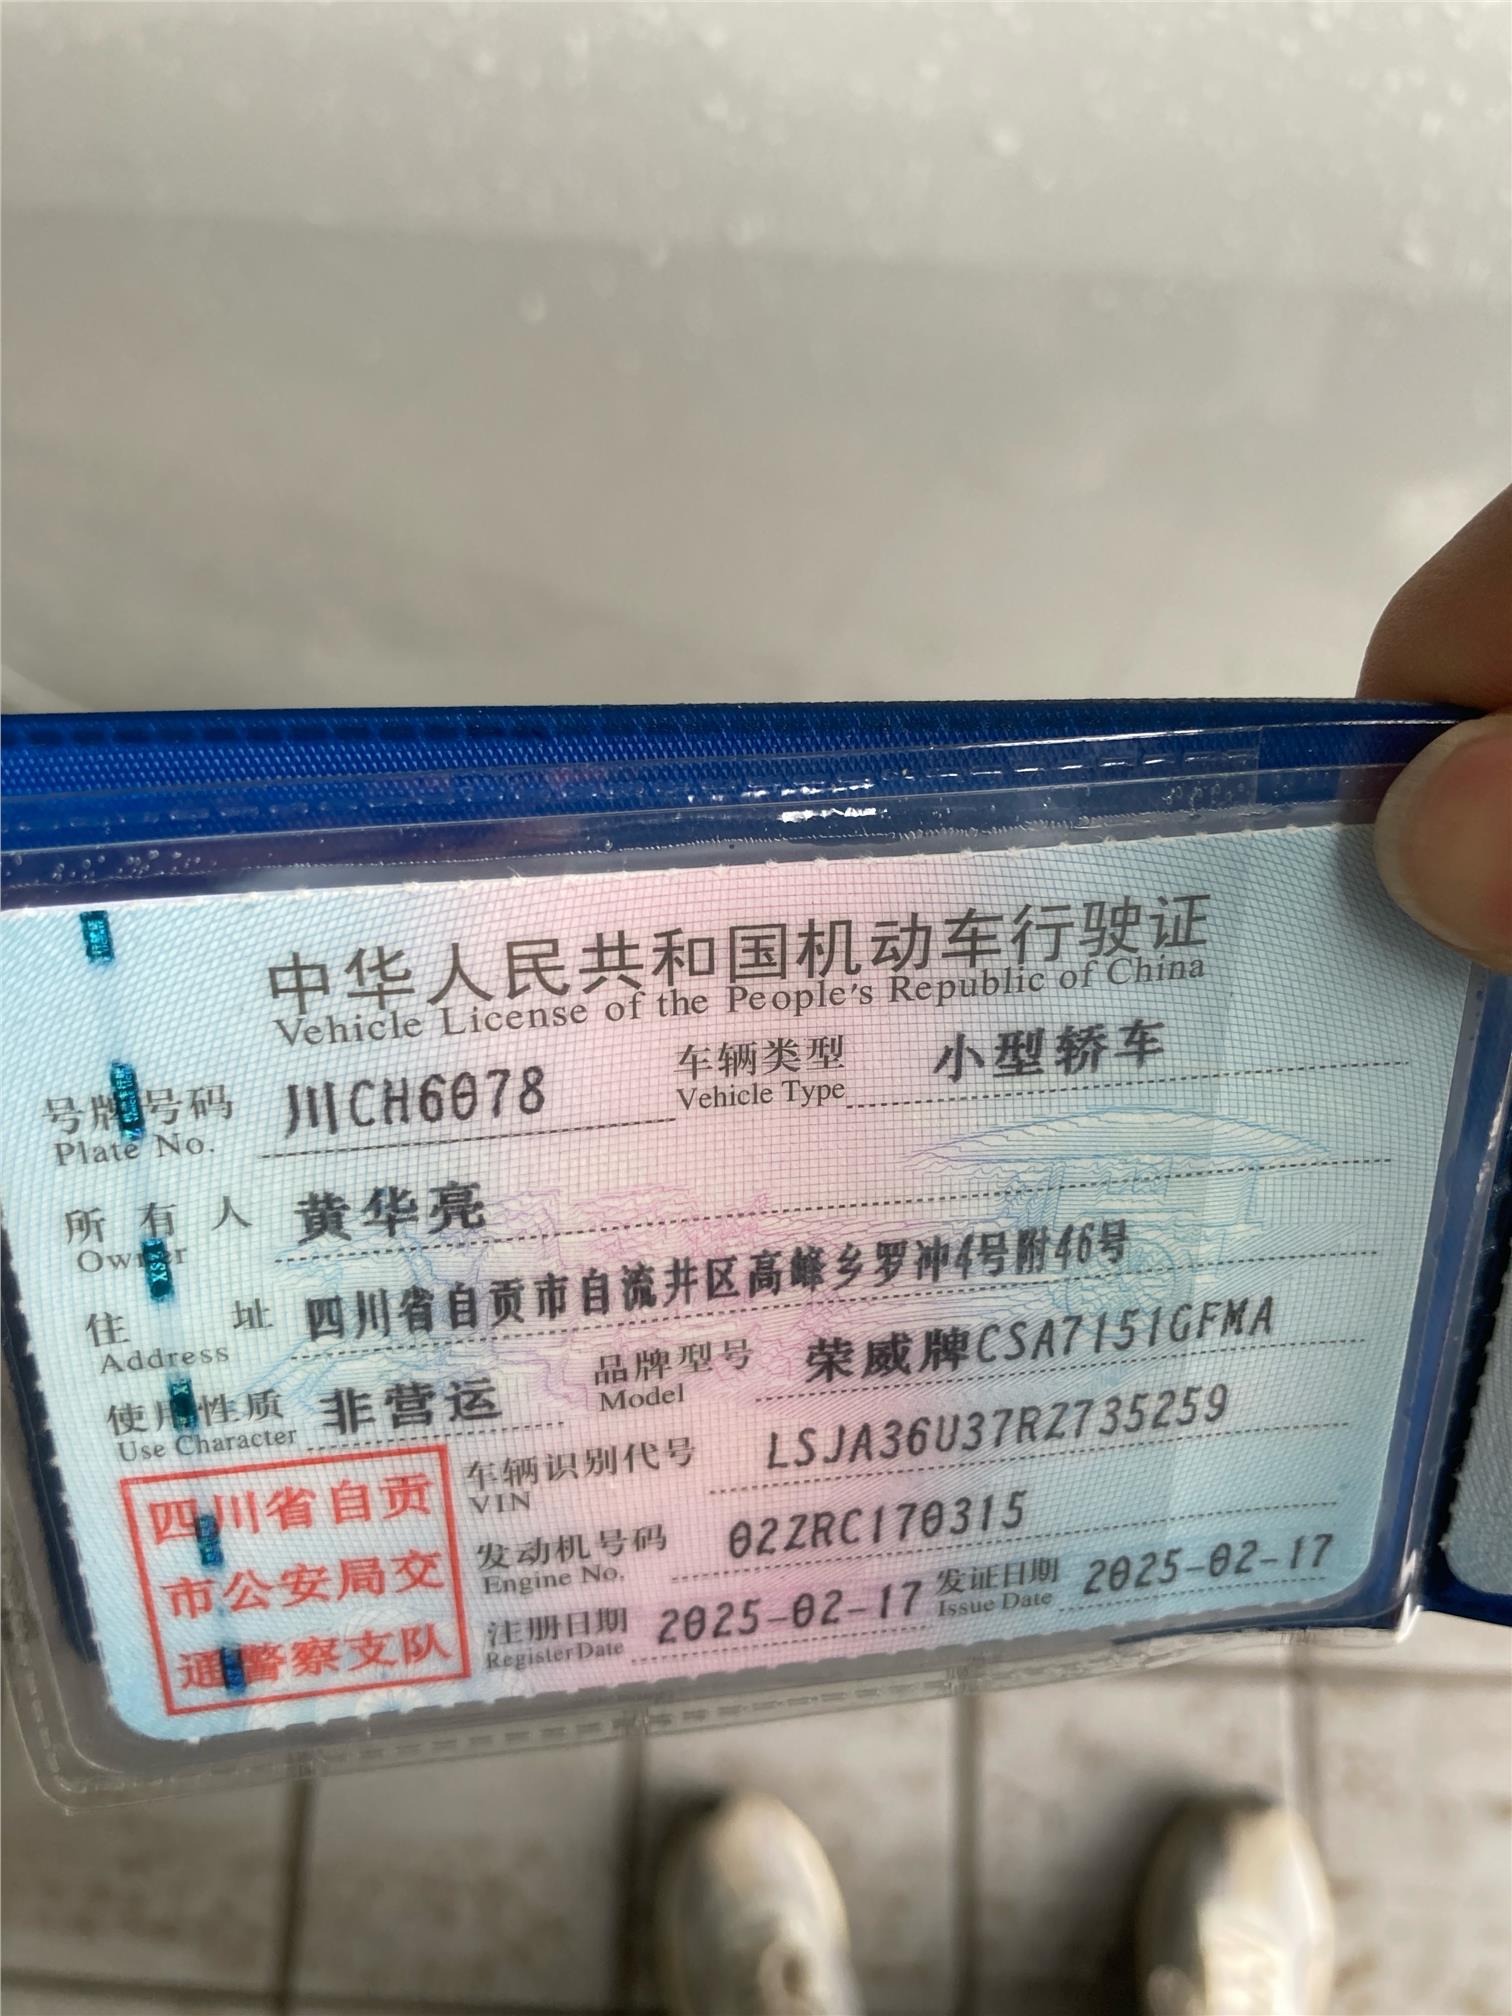 中华人民共和国机动车行驶证
Vehicle License of the People's Republic of China
号牌号码 川CH6078 车辆类型 小型轿车
Plate No. Vehicle Type
所有人 黄华亮
Owner
住址 四川省自贡市自流井区高峰乡罗冲4号附46号
Address
使用性质 非营运 品牌型号 荣威牌CSA7151GFMA
Use Character Model
车辆识别代号 LSJA36U37RZ735259
VIN
发动机号码 02ZRC170315
Engine No.
注册日期 2025-02-17 发证日期 2025-02-17
Register Date Issue Date
四川省自贡
市公安局交
通警察支队